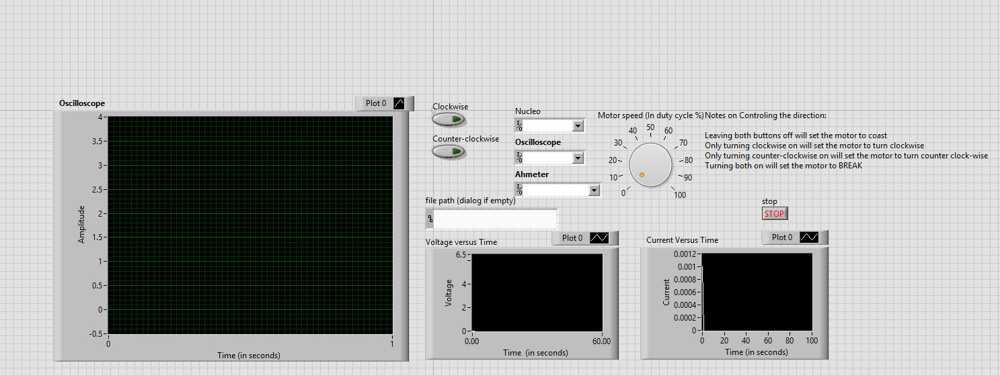 Oscilloscope
Plot 0
4
3.5
3
2.5
2
1.5
1
0.5
0
-0.5
Amplitude
0
1
Time (in seconds)
Clockwise
Counter-clockwise
Nucleo
I/0
Oscilloscope
I/0
Ahmeter
I/0
file path (dialog if empty)
Motor speed (In duty cycle %)
0
10
20
30
40
50
60
70
80
90
100
Notes on Controling the direction:
Leaving both buttons off will set the motor to coast
Only turning clockwise on will set the motor to turn clockwise
Only turning counter-clockwise on will set the motor to turn counter clock-wise
Turning both on will set the motor to BREAK
stop
STOP
Voltage versus Time
Plot 0
6.5
4
2
0
Voltage
0.00
60.00
Time (in seconds)
Current Versus Time
Plot 0
0.0012
0.001
0.0008
0.0006
0.0004
0.0002
0
Current
0
20
40
60
80
100
Time (in seconds)